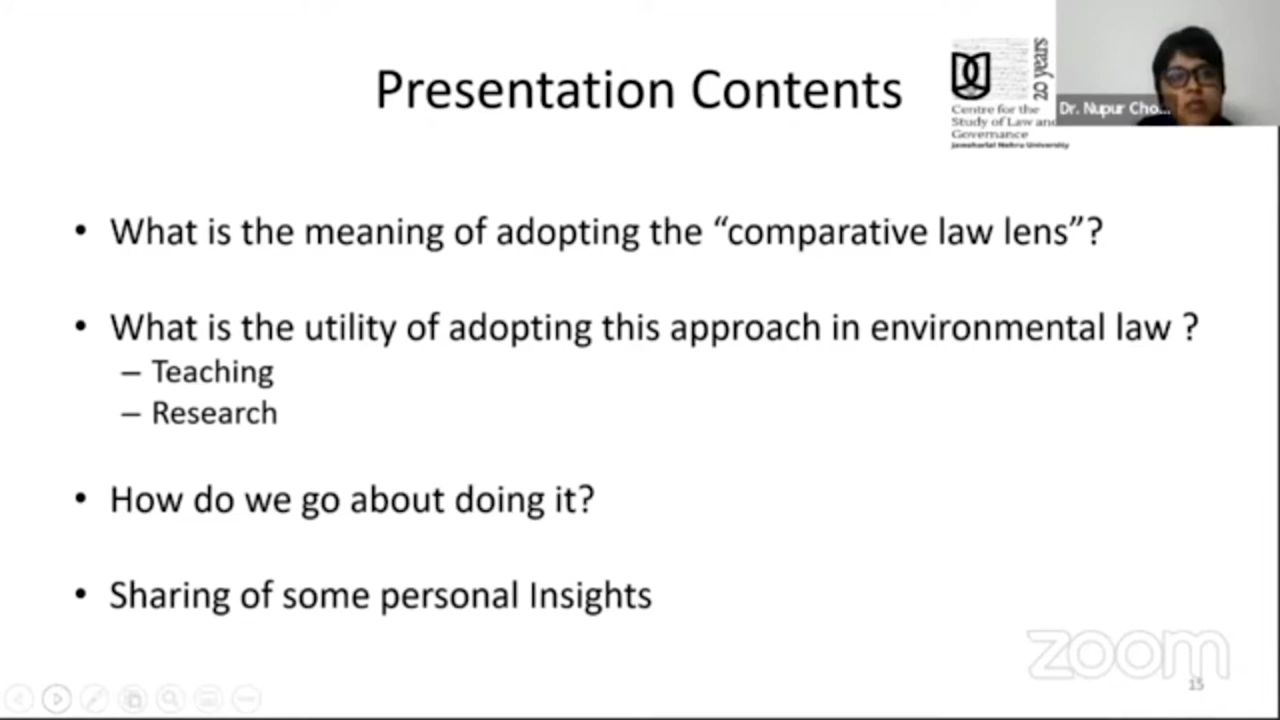 Presentation Contents
20 years
Centre for the
Study of Law and
Governance
Jawaharlal Nehru University
Dr. Nupur Cho...
• What is the meaning of adopting the “comparative law lens”?
• What is the utility of adopting this approach in environmental law ?
– Teaching
– Research
• How do we go about doing it?
• Sharing of some personal Insights
zoom
15